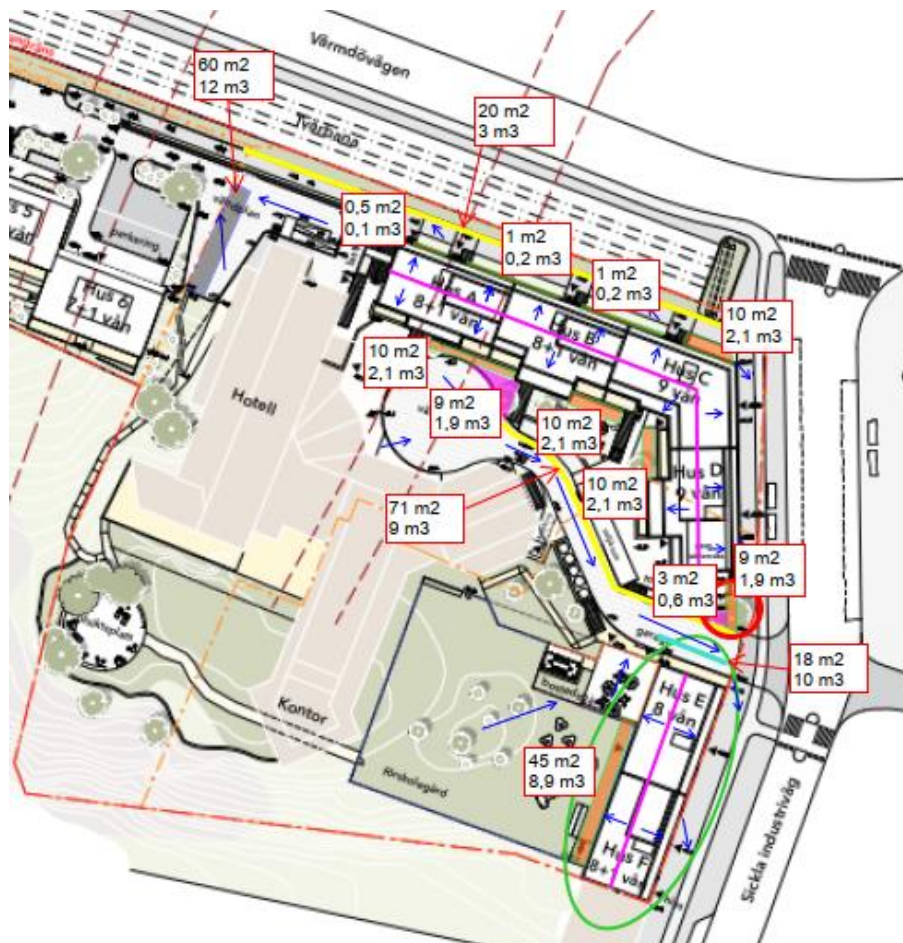 Värmdövägen
60 m2
12 m3
20 m2
3 m3
Tvärbana
0,5 m2
0,1 m3
1 m2
0,2 m3
1 m2
0,2 m3
parkering
Hus 6
7+1 vån
Hus A
8+1 vån
Hus B
8+1 vån
Hus C
9 vån
10 m2
2,1 m3
10 m2
2,1 m3
9 m2
1,9 m3
Hotell
10 m2
2,1 m3
10 m2
2,1 m3
Hus D
9 vån
71 m2
9 m3
3 m2
0,6 m3
9 m2
1,9 m3
18 m2
10 m3
Hus E
8 vån
Kontor
förskolegård
45 m2
8,9 m3
Hus F
8+1 vån
Sickla industriväg